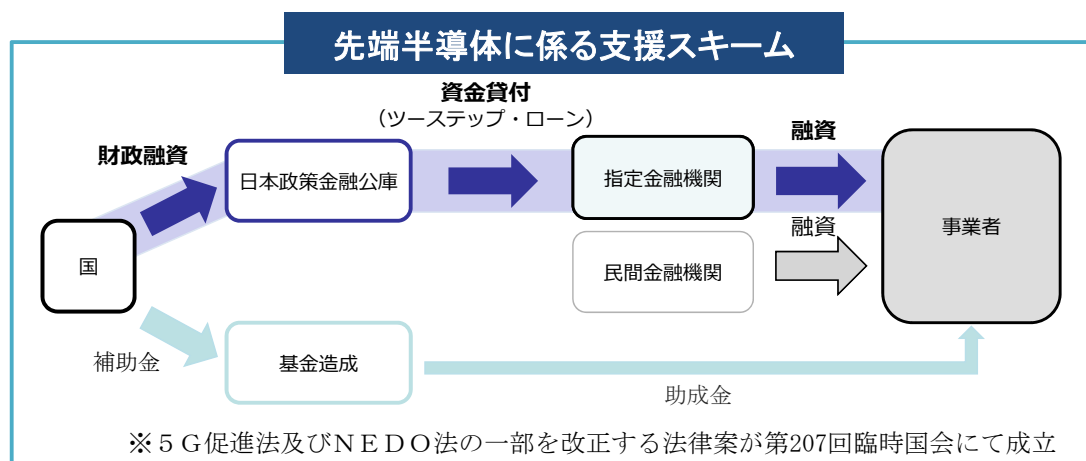 先端半導体に係る支援スキーム
資金貸付
（ツーステップ・ローン）
融資
財政融資
日本政策金融公庫
指定金融機関
国
融資
事業者
民間金融機関
補助金
基金造成
助成金
※５Ｇ促進法及びＮＥＤＯ法の一部を改正する法律案が第207回臨時国会にて成立